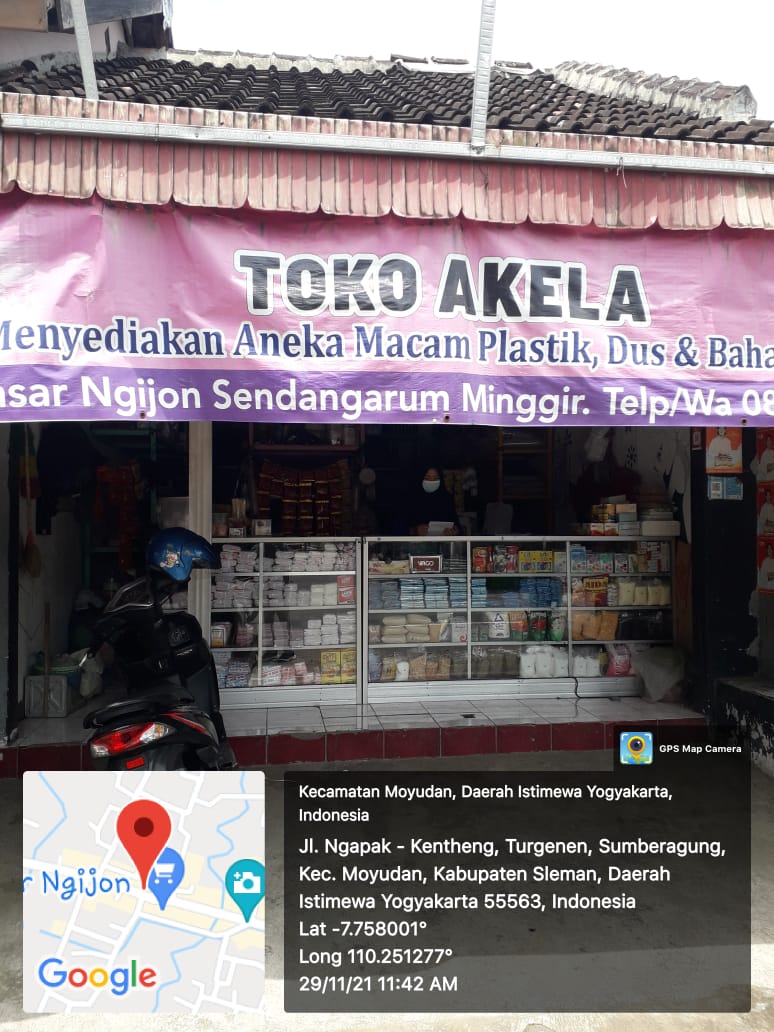 TOKO AKELA
Menyediakan Aneka Macam Plastik, Dus & Baha
asar Ngijon Sendangarum Minggir. Telp/Wa 08
GPS Map Camera
Kecamatan Moyudan, Daerah Istimewa Yogyakarta,
Indonesia
Jl. Ngapak - Kentheng, Turgenen, Sumberagung,
Kec. Moyudan, Kabupaten Sleman, Daerah
Istimewa Yogyakarta 55563, Indonesia
Lat -7.758001°
Long 110.251277°
29/11/21 11:42 AM
r Ngijon
Google